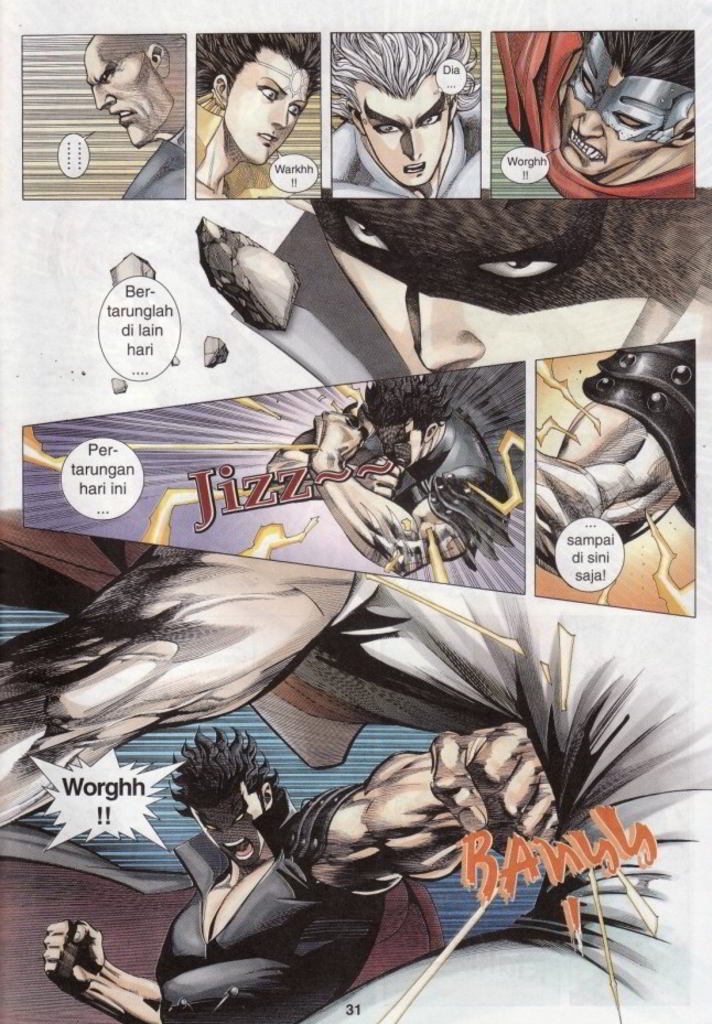 ......
Warkhh
!!
Dia
...
Worghh
!!
Ber-
tarunglah
di lain
hari
....
Per-
tarungan
hari ini
...
Jizz~~
...
sampai
di sini
saja!
Worghh
!!
BANNNN
!
31